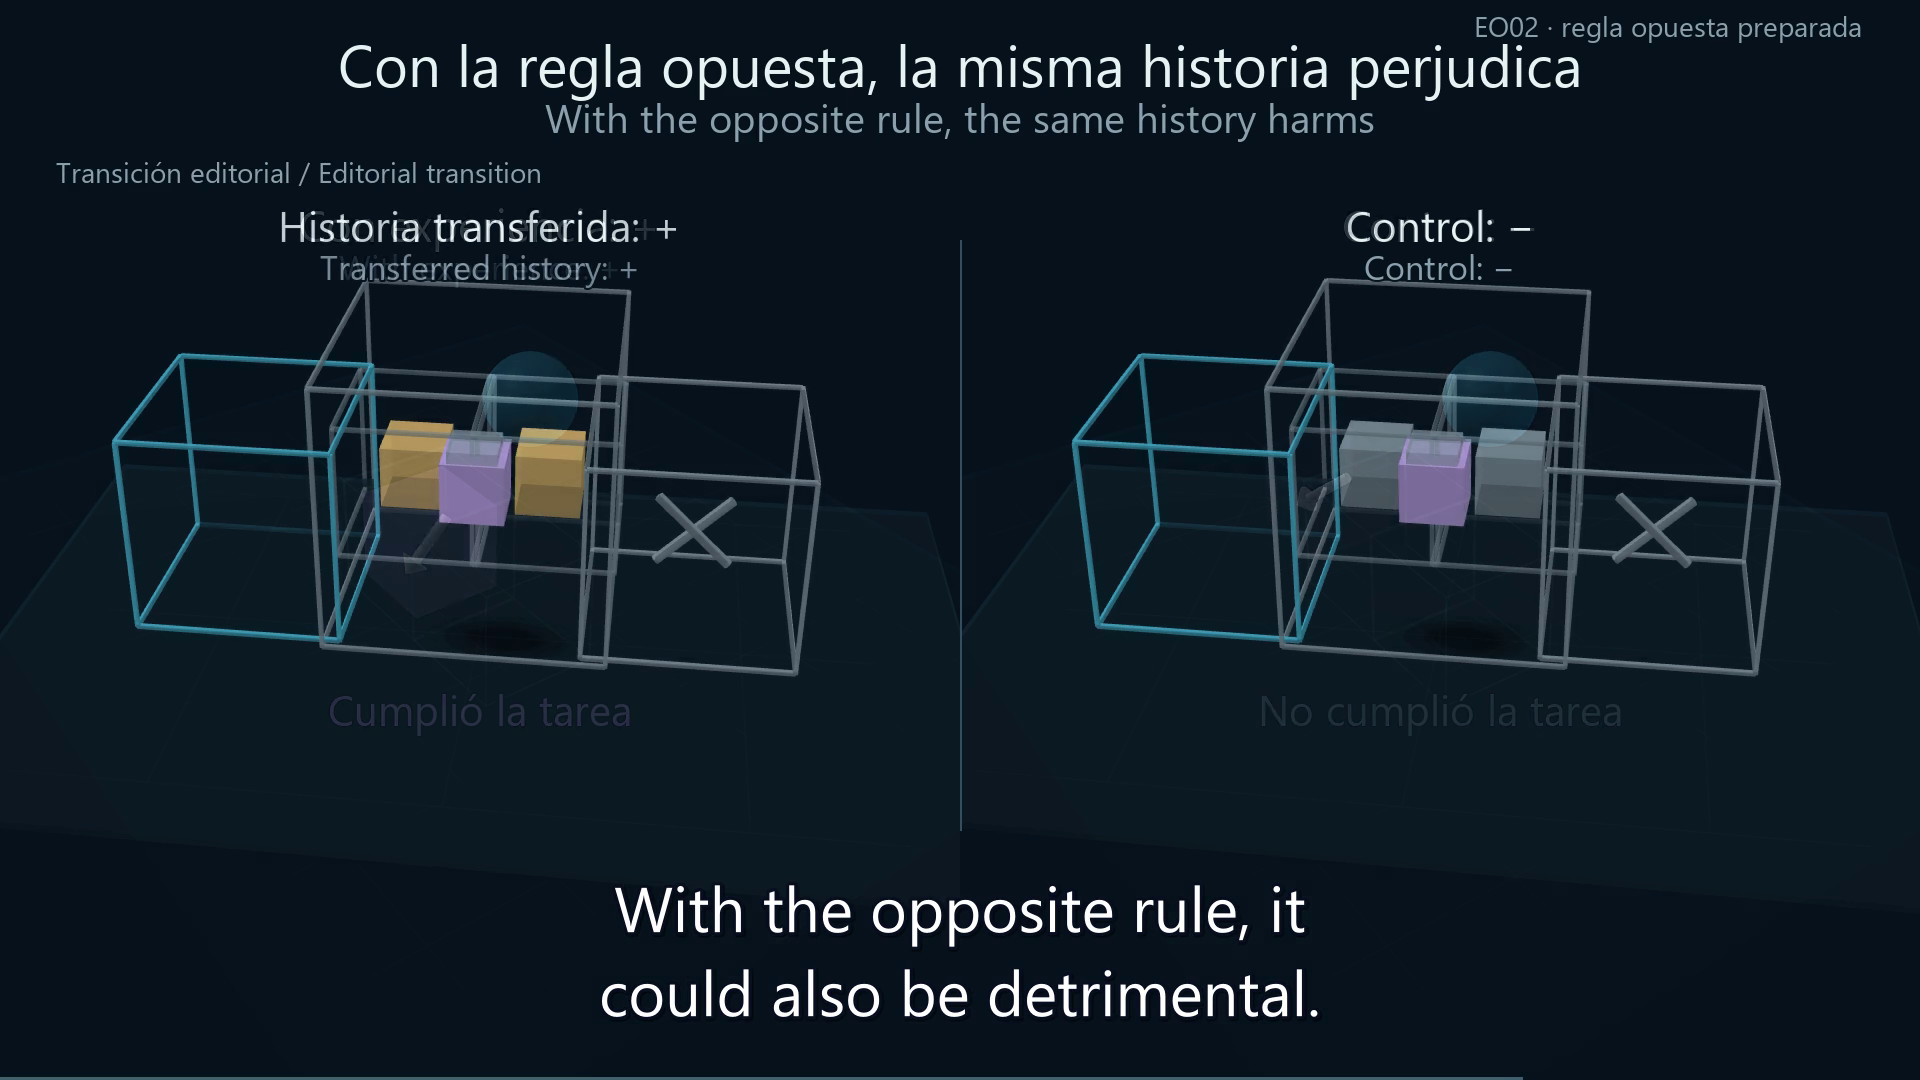 EO02 · regla opuesta preparada
Con la regla opuesta, la misma historia perjudica
With the opposite rule, the same history harms
Transición editorial / Editorial transition
Historia transferida: +
Transferred history: +
Control: −
Control: −
Cumplió la tarea
No cumplió la tarea
With the opposite rule, it
could also be detrimental.